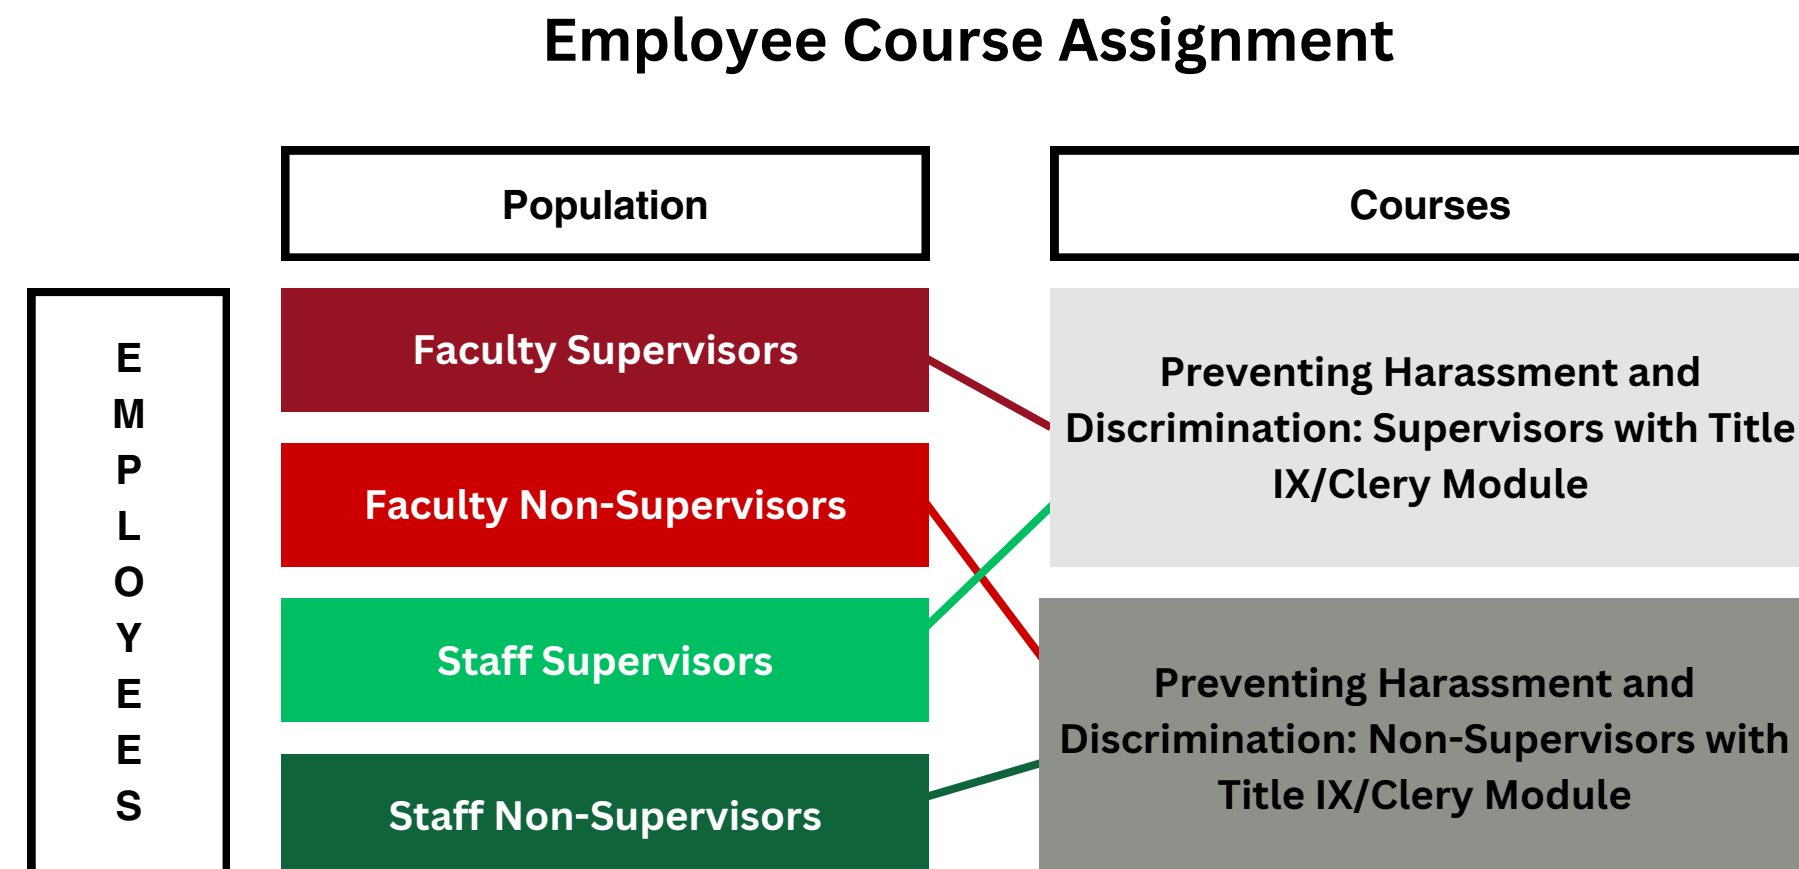 Employee Course Assignment
Population
Courses
E
M
P
L
O
Y
E
E
S
Faculty Supervisors
Faculty Non-Supervisors
Staff Supervisors
Staff Non-Supervisors
Preventing Harassment and
Discrimination: Supervisors with Title
IX/Clery Module
Preventing Harassment and
Discrimination: Non-Supervisors with
Title IX/Clery Module